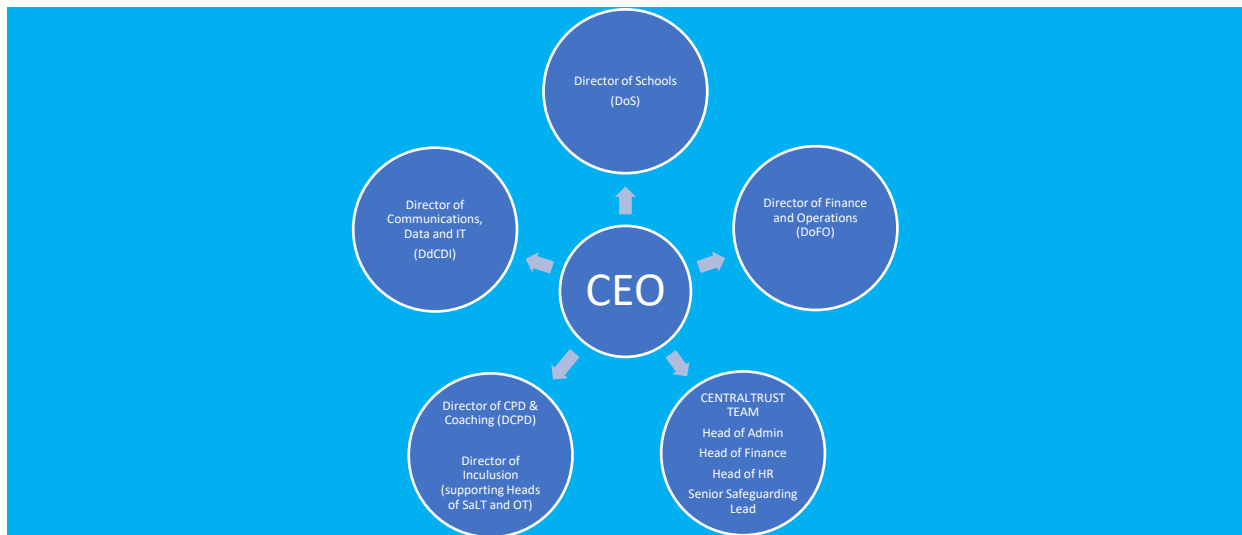 Director of Schools
(DoS)
Director of
Communications,
Data and IT
(DdCDI)
Director of Finance
and Operations
(DoFO)
CEO
Director of CPD &
Coaching (DCPD)
Director of
Inculusion
(supporting Heads
of SaLT and OT)
CENTRALTRUST
TEAM
Head of Admin
Head of Finance
Head of HR
Senior Safeguarding
Lead